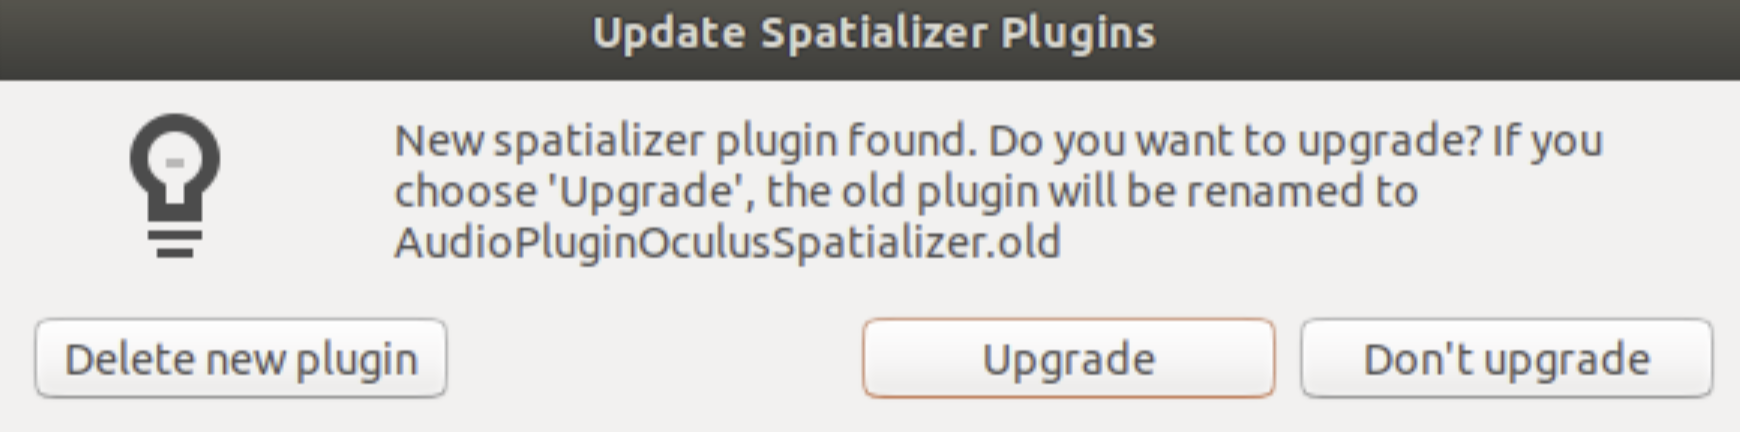 Update Spatializer Plugins
New spatializer plugin found. Do you want to upgrade? If you
choose 'Upgrade', the old plugin will be renamed to
AudioPluginOculusSpatializer.old
Delete new plugin
Upgrade
Don't upgrade